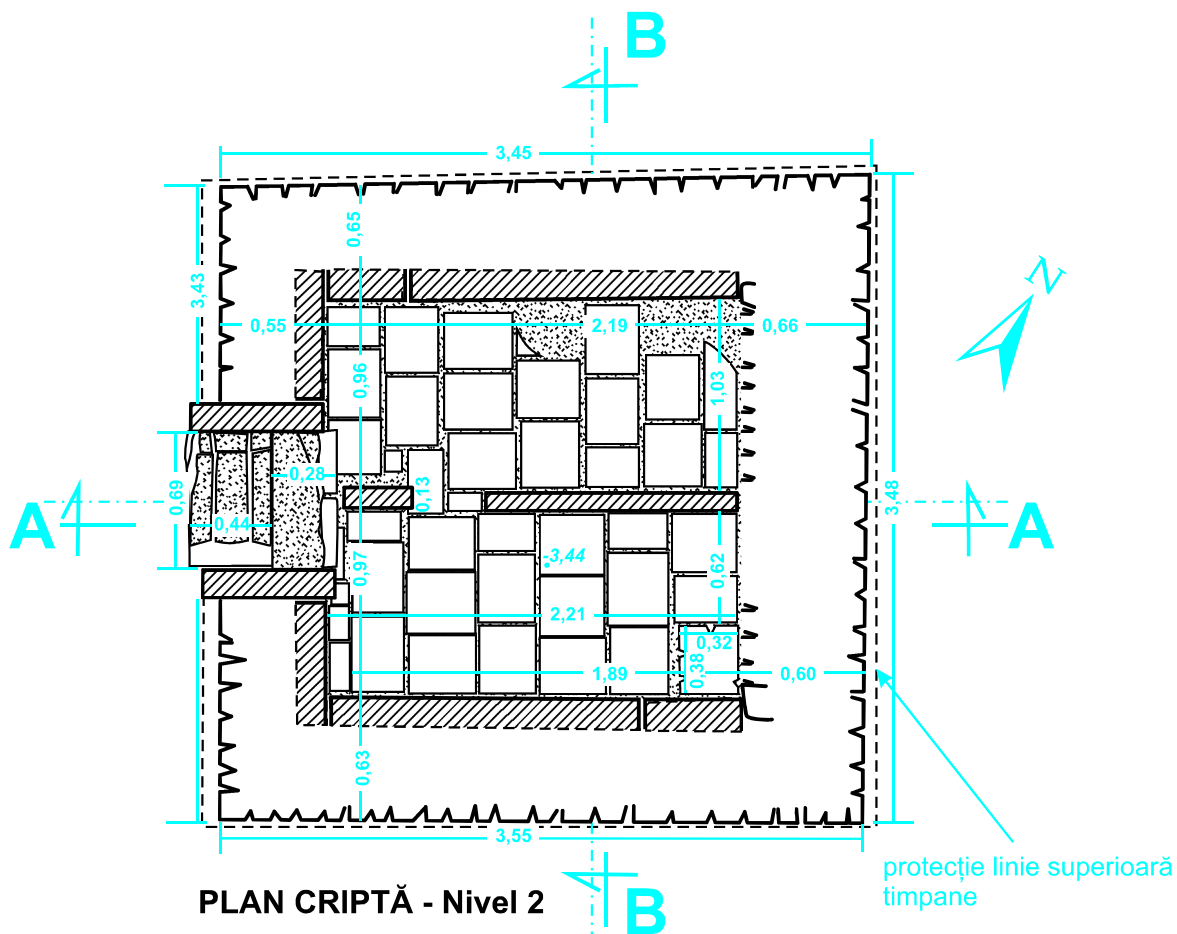 B
3,45
0,65
N
3,43
0,55
2,19
0,66
0,96
1,03
0,28
0,13
0,69
3,48
A
0,44
A
-3,44
0,97
0,62
2,21
0,32
0,38
1,89
0,60
0,63
3,55
protecție linie superioară
timpane
PLAN CRIPTĂ - Nivel 2
B